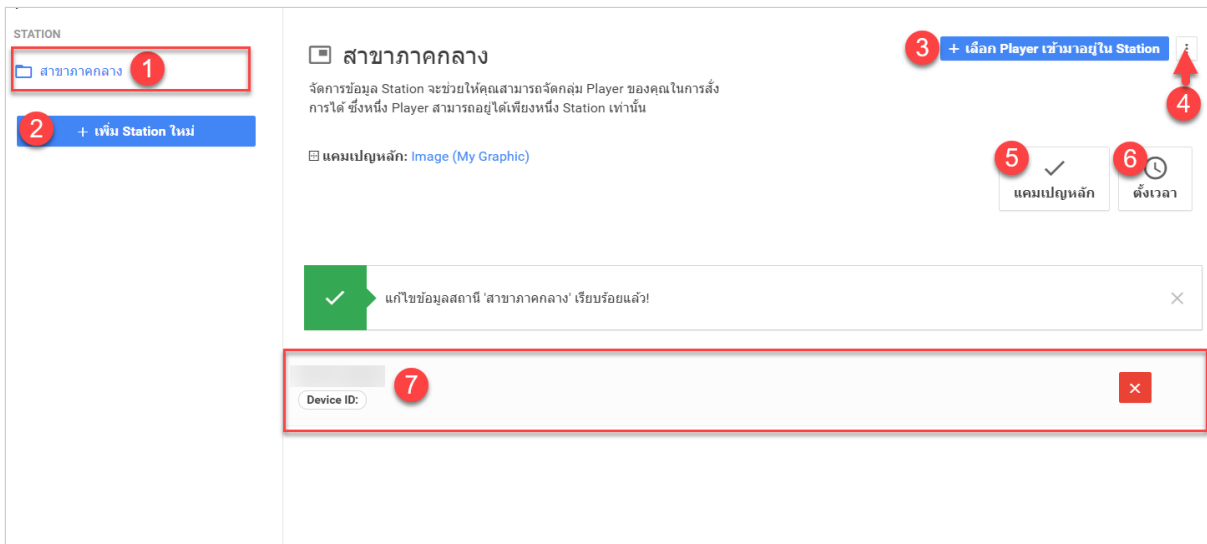 STATION
สาขาภาคกลาง
1
2
+ เพิ่ม Station ใหม่
สาขาภาคกลาง
3
+ เลือก Player เข้ามาอยู่ใน Station
4
จัดการข้อมูล Station จะช่วยให้คุณสามารถจัดกลุ่ม Player ของคุณในการสั่ง
การได้ ซึ่งหนึ่ง Player สามารถอยู่ได้เพียงหนึ่ง Station เท่านั้น
แคมเปญหลัก: Image (My Graphic)
5
แคมเปญหลัก
6
ตั้งเวลา
แก้ไขข้อมูลสถานี 'สาขาภาคกลาง' เรียบร้อยแล้ว!
7
Device ID: